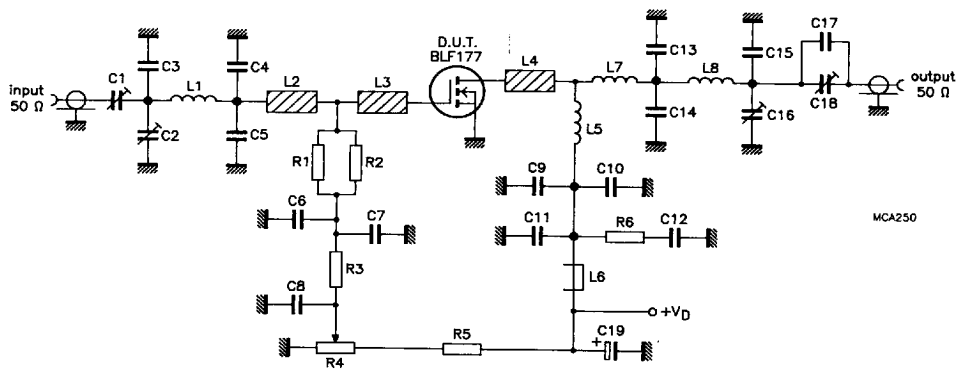 C17
D.U.T.
BLF177
C3
C4
C13
C15
input
50 Ω
C1
L1
L2
L3
L4
L7
L8
C18
output
50 Ω
C2
C5
C14
C16
L5
R1
R2
C9
C10
C6
C7
C11
R6
C12
MCA250
R3
L6
C8
+VD
C19
+
R4
R5